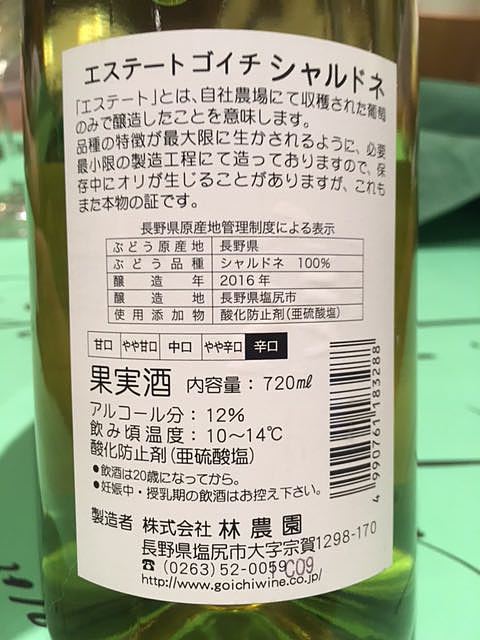 エステート ゴイチ シャルドネ
「エステート」とは、自社農場にて収穫された葡萄
のみで醸造したことを意味します。
品種の特徴が最大限に生かされるように、必要
最小限の製造工程にて造っておりますので、保
存中にオリが生じることがありますが、これも
また本物の証です。
長野県原産地管理制度による表示
ぶどう原産地 長野県
ぶどう品種 シャルドネ 100%
醸造年 2016年
醸造地 長野県塩尻市
使用添加物 酸化防止剤(亜硫酸塩)
甘口 やや甘口 中口 やや辛口 辛口
果実酒 内容量:720㎖
アルコール分:12%
飲み頃温度:10～14℃
酸化防止剤(亜硫酸塩)
●飲酒は20歳になってから。
●妊娠中・授乳期の飲酒はお控え下さい。
4 990761 183288
製造者 株式会社 林農園
長野県塩尻市大字宗賀1298-170
☎(0263)52-0059
C09
http://www.goichiwine.co.jp/